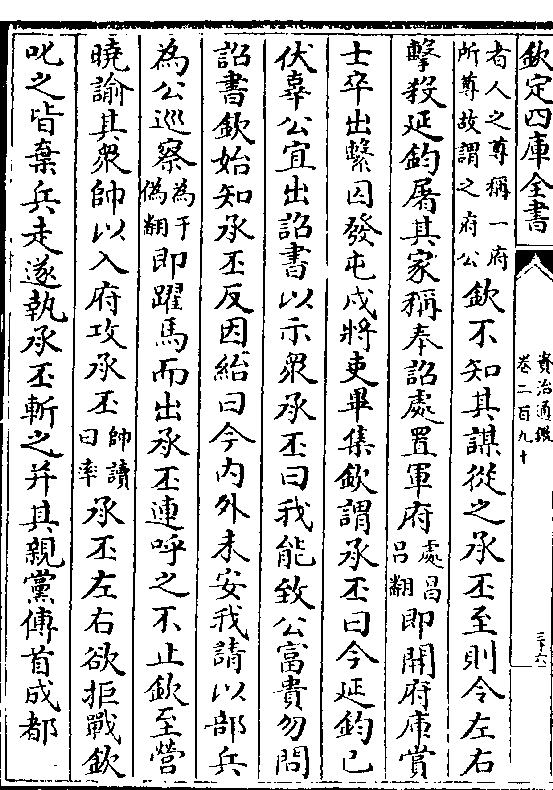 欽定四庫全書
資治通鑑
卷二百九十
三十六
者人之尊稱一府
所尊故謂之府公
欽不知其謀從之承丕至則令左右
擊殺延鈞屠其家稱奉詔處置軍府
處昌
吕翻
即開府庫賞
士卒出繫囚發屯戍將吏畢集欽謂承丕曰今延鈞已
伏辜公宜出詔書以示衆承丕曰我能致公富貴勿問
詔書欽始知承丕反因紿曰今内外未安我請以部兵
為公巡察
為于
偽翻
即躍馬而出承丕連呼之不止欽至營
曉諭其衆帥以入府攻承丕
帥讀
曰率
承丕左右欲拒戰欽
叱之皆棄兵走遂執承丕斬之并其親黨傳首成都